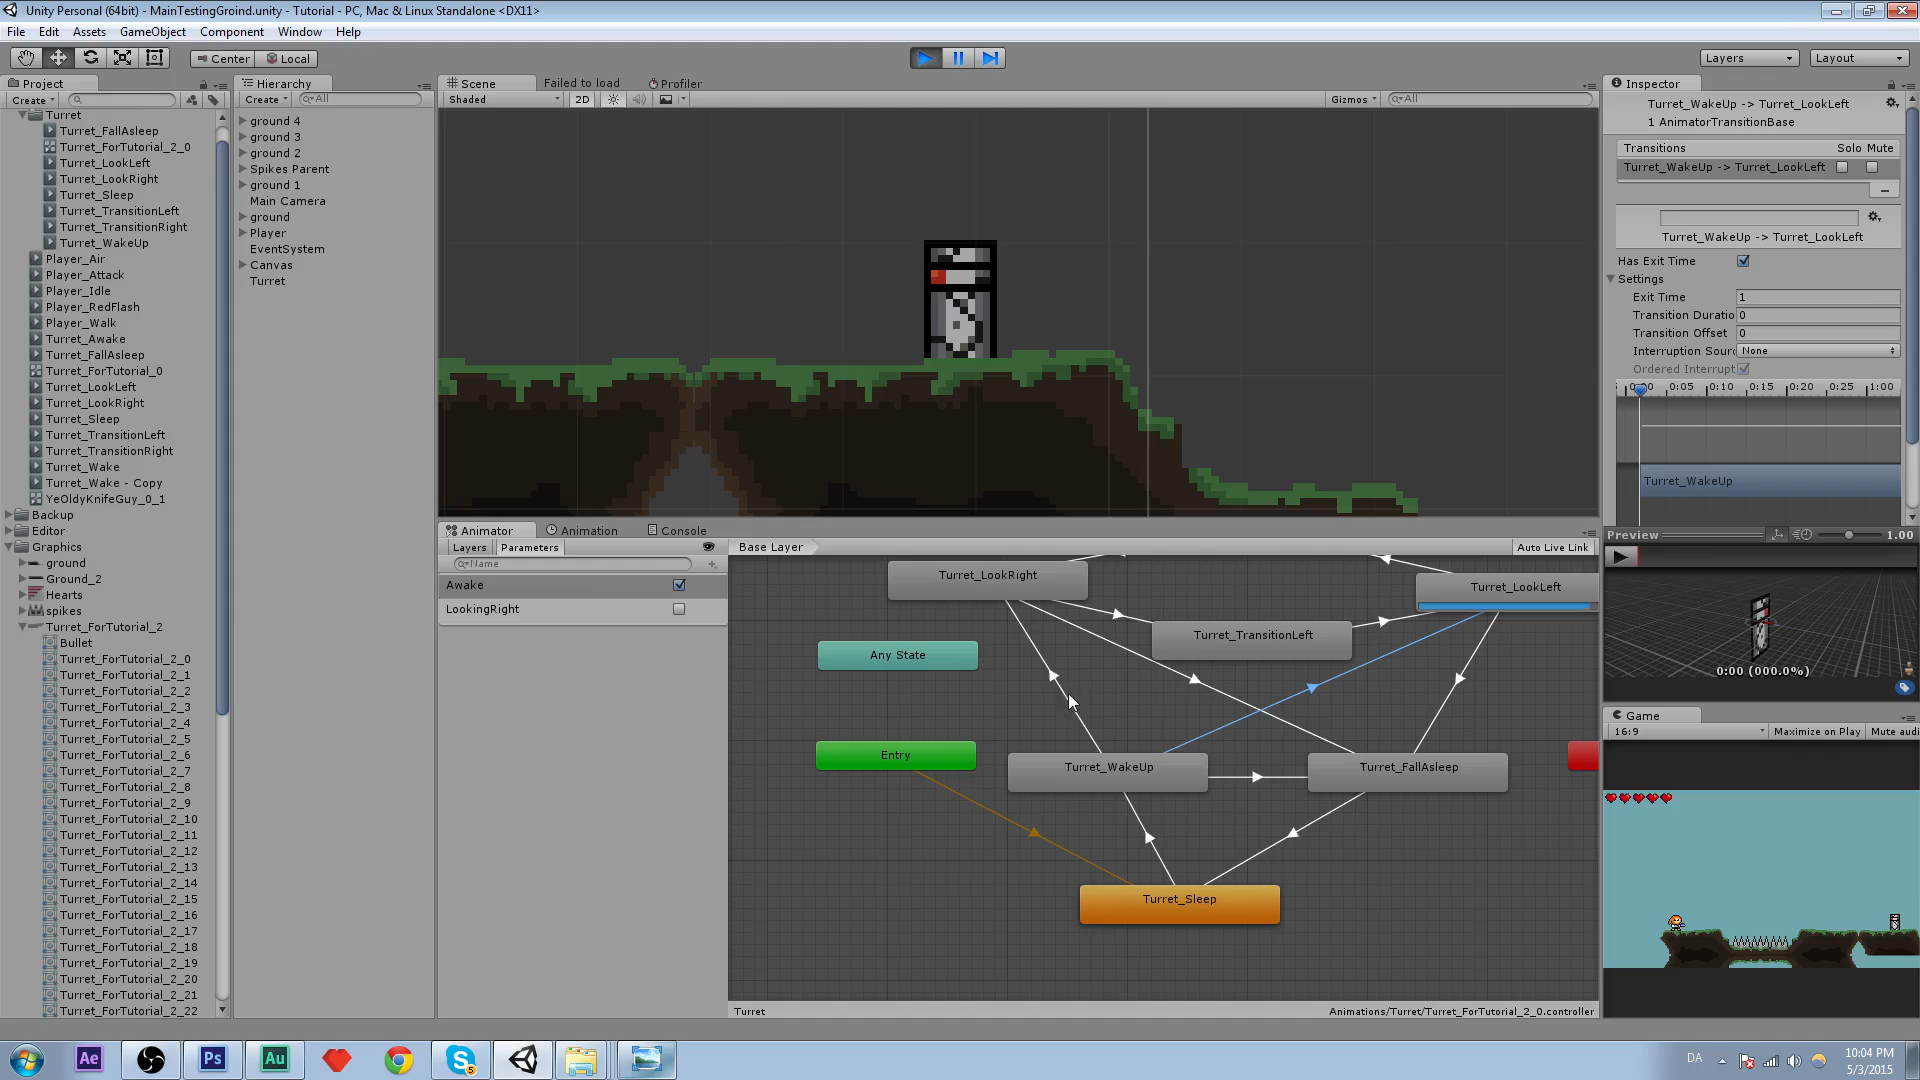 Unity Personal (64bit) - MainTestingGroind.unity - Tutorial - PC, Mac & Linux Standalone <DX11>
File Edit Assets GameObject Component Window Help
Center Local
Layers Layout
Project
Create
Turret
Turret_FallAsleep
Turret_ForTutorial_2_0
Turret_LookLeft
Turret_LookRight
Turret_Sleep
Turret_TransitionLeft
Turret_TransitionRight
Turret_WakeUp
Player_Air
Player_Attack
Player_Idle
Player_RedFlash
Player_Walk
Turret_Awake
Turret_FallAsleep
Turret_ForTutorial_0
Turret_LookLeft
Turret_LookRight
Turret_Sleep
Turret_TransitionLeft
Turret_TransitionRight
Turret_Wake
Turret_Wake - Copy
YeOldyKnifeGuy_0_1
Backup
Editor
Graphics
ground
Ground_2
Hearts
spikes
Turret_ForTutorial_2
Bullet
Turret_ForTutorial_2_0
Turret_ForTutorial_2_1
Turret_ForTutorial_2_2
Turret_ForTutorial_2_3
Turret_ForTutorial_2_4
Turret_ForTutorial_2_5
Turret_ForTutorial_2_6
Turret_ForTutorial_2_7
Turret_ForTutorial_2_8
Turret_ForTutorial_2_9
Turret_ForTutorial_2_10
Turret_ForTutorial_2_11
Turret_ForTutorial_2_12
Turret_ForTutorial_2_13
Turret_ForTutorial_2_14
Turret_ForTutorial_2_15
Turret_ForTutorial_2_16
Turret_ForTutorial_2_17
Turret_ForTutorial_2_18
Turret_ForTutorial_2_19
Turret_ForTutorial_2_20
Turret_ForTutorial_2_21
Turret_ForTutorial_2_22
Hierarchy
Create All
ground 4
ground 3
ground 2
Spikes Parent
ground 1
Main Camera
ground
Player
EventSystem
Canvas
Turret
Scene Failed to load Profiler
Shaded 2D Gizmos All
Animator Animation Console
Layers Parameters
Name
Awake
LookingRight
Base Layer Auto Live Link
Turret_LookRight
Turret_LookLeft
Turret_TransitionLeft
Any State
Entry
Turret_WakeUp
Turret_FallAsleep
Turret_Sleep
Turret Animations/Turret/Turret_ForTutorial_2_0.controller
Inspector
Turret_WakeUp -> Turret_LookLeft
1 AnimatorTransitionBase
Transitions Solo Mute
Turret_WakeUp -> Turret_LookLeft
Turret_WakeUp -> Turret_LookLeft
Has Exit Time
Settings
Exit Time 1
Transition Duratio 0
Transition Offset 0
Interruption Sourc None
Ordered Interrupt
0:00 0:05 0:10 0:15 0:20 0:25 1:00
Turret_WakeUp
Preview 1.00
0:00 (000.0%)
Game
16:9 Maximize on Play Mute audi
Ae Ps Au S 5
DA 10:04 PM
5/3/2015